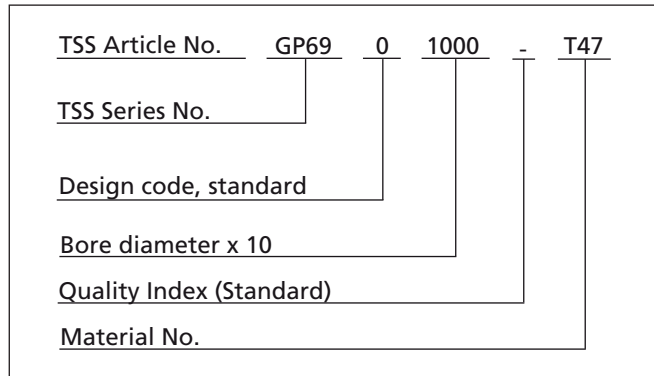 TSS Article No. GP69 0 1000 - T47
TSS Series No.
Design code, standard
Bore diameter x 10
Quality Index (Standard)
Material No.